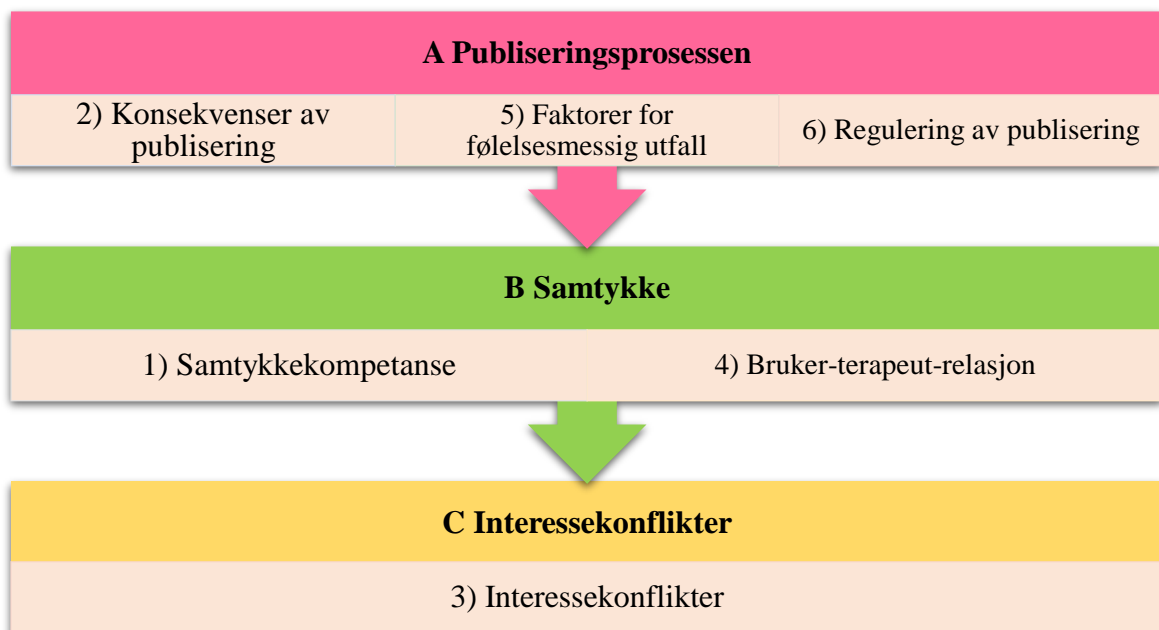 A Publiseringsprosessen
2) Konsekvenser av
publisering
5) Faktorer for
følelsesmessig utfall
6) Regulering av publisering
B Samtykke
1) Samtykkekompetanse
4) Bruker-terapeut-relasjon
C Interessekonflikter
3) Interessekonflikter